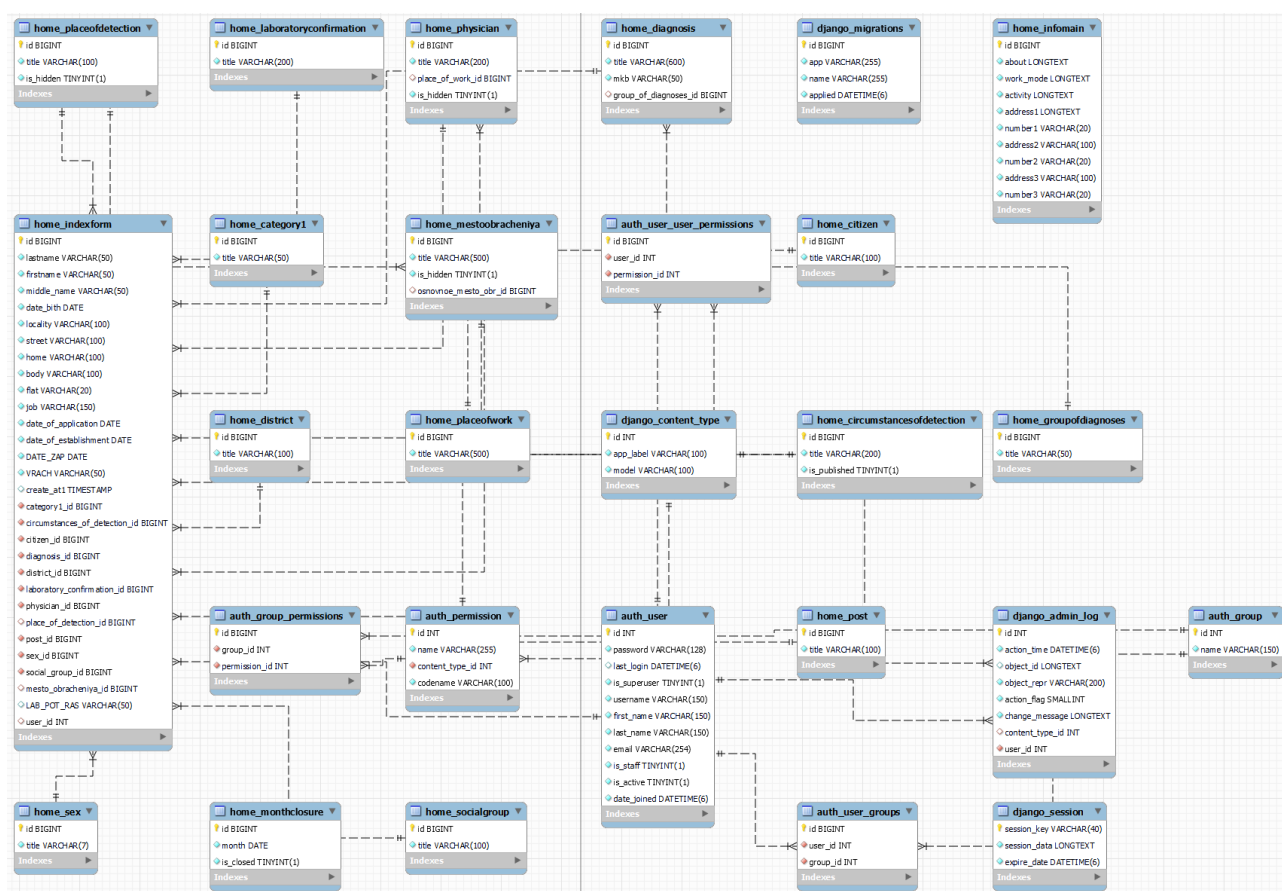 home_placeofdetection
id BIGINT
title VARCHAR(100)
is_hidden TINYINT(1)
Indexes
home_laboratoryconfirmation
id BIGINT
title VARCHAR(200)
Indexes
home_physician
id BIGINT
title VARCHAR(200)
place_of_work_id BIGINT
is_hidden TINYINT(1)
Indexes
home_diagnosis
id BIGINT
title VARCHAR(600)
mkb VARCHAR(50)
group_of_diagnoses_id BIGINT
Indexes
django_migrations
id BIGINT
app VARCHAR(255)
name VARCHAR(255)
applied DATETIME(6)
Indexes
home_infomain
id BIGINT
about LONGTEXT
work_mode LONGTEXT
activity LONGTEXT
address1 LONGTEXT
number1 VARCHAR(20)
address2 VARCHAR(100)
number2 VARCHAR(20)
address3 VARCHAR(100)
number3 VARCHAR(20)
Indexes
home_indexform
id BIGINT
lastname VARCHAR(50)
firstname VARCHAR(50)
middle_name VARCHAR(50)
date_bith DATE
locality VARCHAR(100)
street VARCHAR(100)
home VARCHAR(100)
body VARCHAR(100)
flat VARCHAR(20)
job VARCHAR(150)
date_of_application DATE
date_of_establishment DATE
DATE_ZAP DATE
VRACH VARCHAR(50)
create_at1 TIMESTAMP
category1_id BIGINT
circumstances_of_detection_id BIGINT
citizen_id BIGINT
diagnosis_id BIGINT
district_id BIGINT
laboratory_confirmation_id BIGINT
physician_id BIGINT
place_of_detection_id BIGINT
post_id BIGINT
sex_id BIGINT
social_group_id BIGINT
mesto_obracheniya_id BIGINT
LAB_POT_RAS VARCHAR(50)
user_id INT
Indexes
home_category1
id BIGINT
title VARCHAR(50)
Indexes
home_mestoobracheniya
id BIGINT
title VARCHAR(500)
is_hidden TINYINT(1)
osnovnoe_mesto_obr_id BIGINT
Indexes
auth_user_user_permissions
id BIGINT
user_id INT
permission_id INT
Indexes
home_citizen
id BIGINT
title VARCHAR(100)
Indexes
home_district
id BIGINT
title VARCHAR(100)
Indexes
home_placeofwork
id BIGINT
title VARCHAR(500)
Indexes
django_content_type
id INT
app_label VARCHAR(100)
model VARCHAR(100)
Indexes
home_circumstancesofdetection
id BIGINT
title VARCHAR(200)
is_published TINYINT(1)
Indexes
home_groupofdiagnoses
id BIGINT
title VARCHAR(50)
Indexes
auth_group_permissions
id BIGINT
group_id INT
permission_id INT
Indexes
auth_permission
id INT
name VARCHAR(255)
content_type_id INT
codename VARCHAR(100)
Indexes
auth_user
id INT
password VARCHAR(128)
last_login DATETIME(6)
is_superuser TINYINT(1)
username VARCHAR(150)
first_name VARCHAR(150)
last_name VARCHAR(150)
email VARCHAR(254)
is_staff TINYINT(1)
is_active TINYINT(1)
date_joined DATETIME(6)
Indexes
home_post
id BIGINT
title VARCHAR(100)
Indexes
django_admin_log
id INT
action_time DATETIME(6)
object_id LONGTEXT
object_repr VARCHAR(200)
action_flag SMALLINT
change_message LONGTEXT
content_type_id INT
user_id INT
Indexes
auth_group
id INT
name VARCHAR(150)
Indexes
home_sex
id BIGINT
title VARCHAR(7)
Indexes
home_monthclosure
id BIGINT
month DATE
is_closed TINYINT(1)
Indexes
home_socialgroup
id BIGINT
title VARCHAR(100)
Indexes
auth_user_groups
id BIGINT
user_id INT
group_id INT
Indexes
django_session
session_key VARCHAR(40)
session_data LONGTEXT
expire_date DATETIME(6)
Indexes